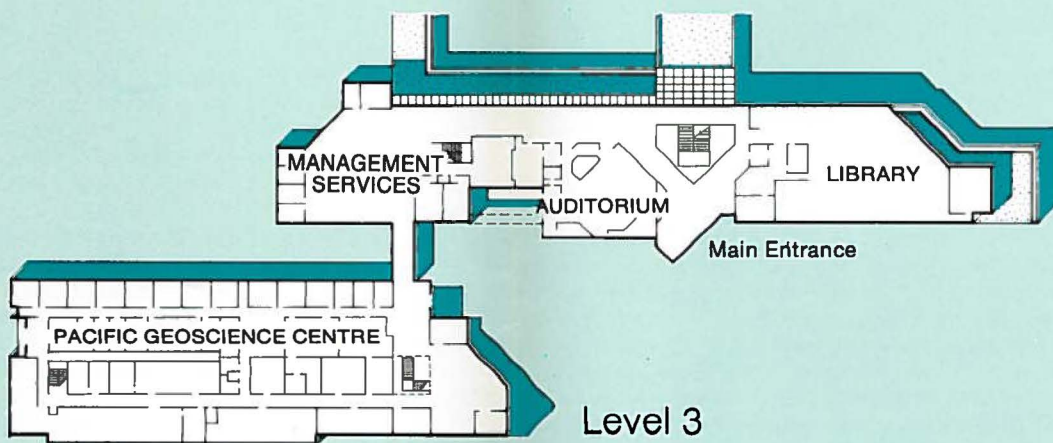 MANAGEMENT
SERVICES
AUDITORIUM
LIBRARY
Main Entrance
PACIFIC GEOSCIENCE CENTRE
Level 3